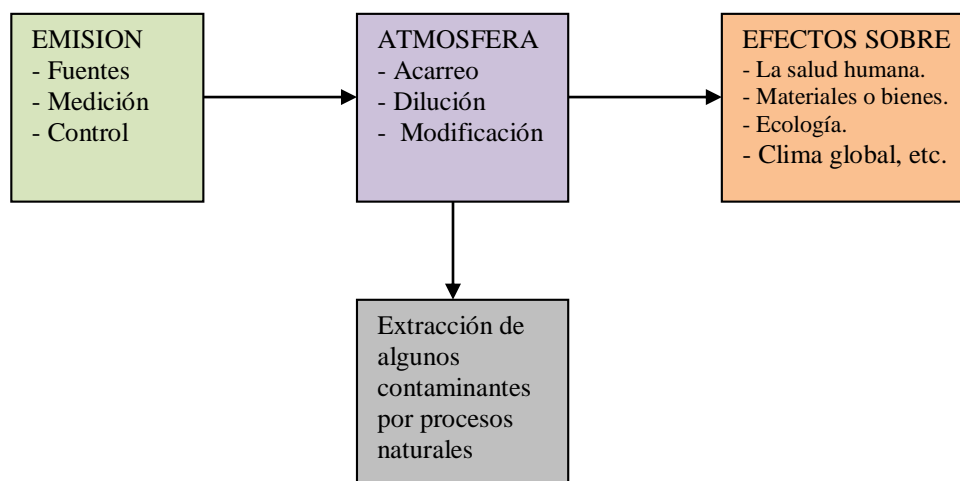 EMISION
- Fuentes
- Medición
- Control
ATMOSFERA
- Acarreo
- Dilución
- Modificación
EFECTOS SOBRE
- La salud humana.
- Materiales o bienes.
- Ecología.
- Clima global, etc.
Extracción de
algunos
contaminantes
por procesos
naturales